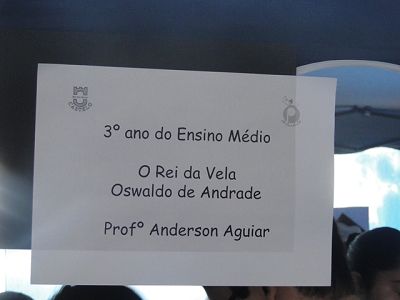 3º ano do Ensino Médio
O Rei da Vela
Oswaldo de Andrade
Profº Anderson Aguiar